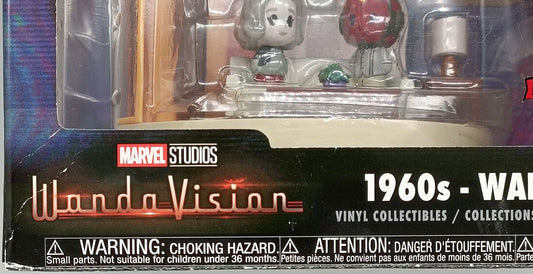 MARVEL STUDIOS
WandaVision
1960s - WA
VINYL COLLECTIBLES / COLLECTIONS
WARNING: CHOKING HAZARD.
Small parts. Not suitable for children under 36 months.
ATTENTION: DANGER D'ÉTOUFFEMENT.
Petites pièces. Ne convient pas aux enfants de moins de 36 mois.